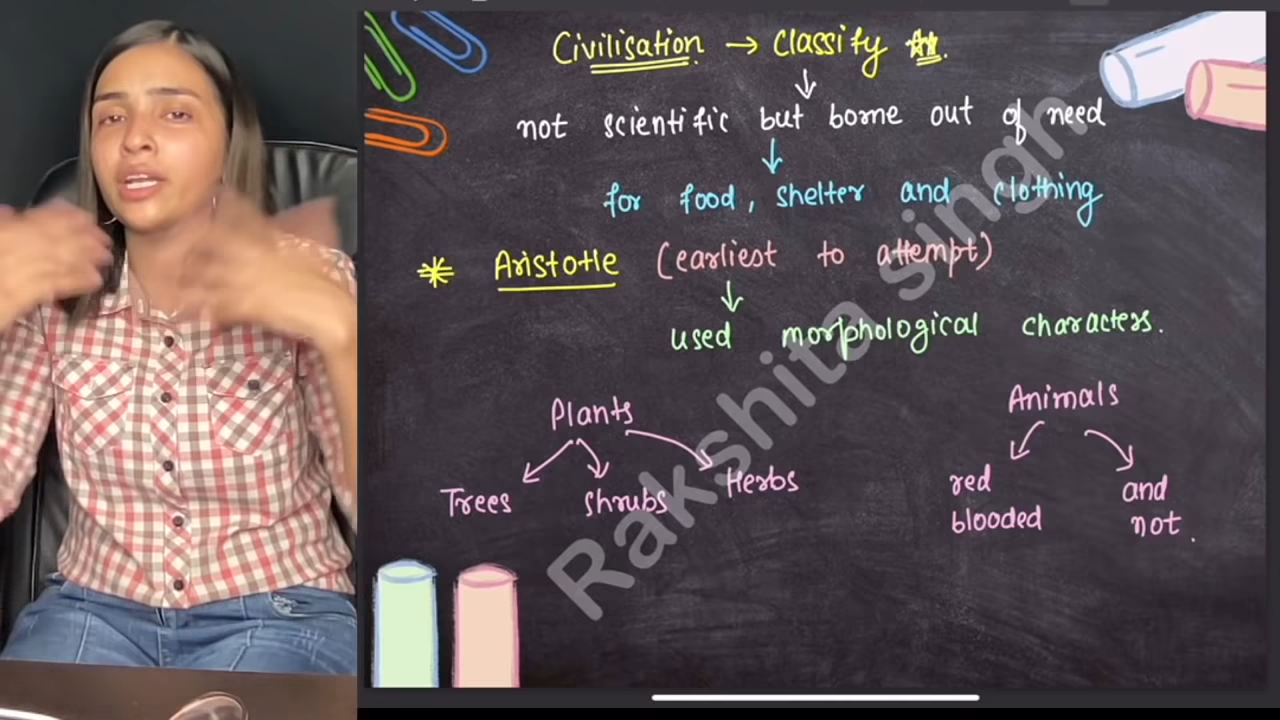 Civilisation → Classify
↓
not scientific but borne out of need
↓
for food, shelter and clothing
* Aristotle (earliest to attempt)
↓
used morphological characters.
Plants
Trees
Shrubs
Herbs
Animals
red
blooded
and
not.
Rakshita singh